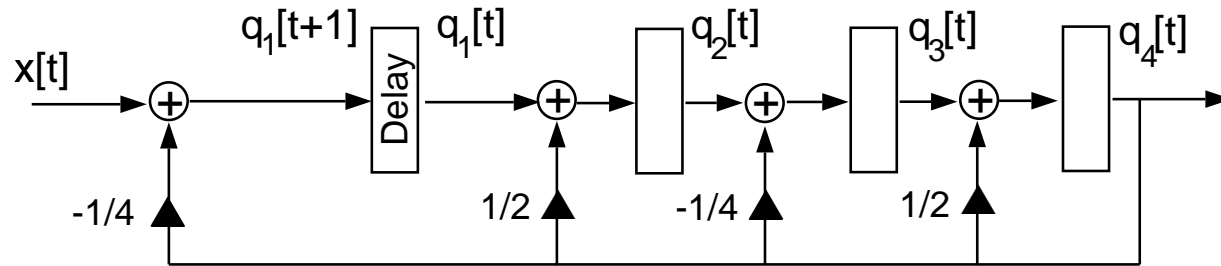 x[t]
q₁[t+1]
Delay
q₁[t]
q₂[t]
q₃[t]
q₄[t]
-1/4
1/2
-1/4
1/2